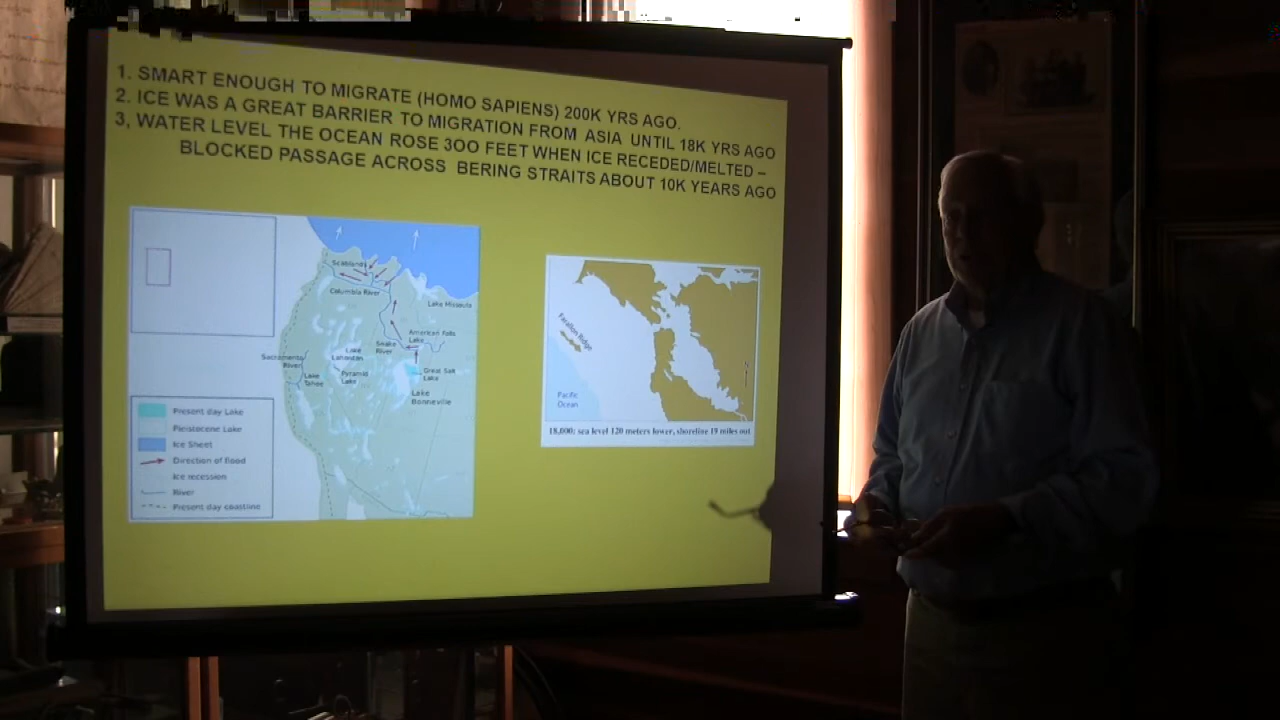 1. SMART ENOUGH TO MIGRATE (HOMO SAPIENS) 200K YRS AGO.
2. ICE WAS A GREAT BARRIER TO MIGRATION FROM ASIA UNTIL 18K YRS AGO
3, WATER LEVEL THE OCEAN ROSE 3OO FEET WHEN ICE RECEDED/MELTED –
BLOCKED PASSAGE ACROSS BERING STRAITS ABOUT 10K YEARS AGO
Scablands
Columbia River
Lake Missoula
American Falls
Lake
Snake
River
Lake
Lahontan
Sacramento
River
Lake
Tahoe
Pyramid
Lake
Great Salt
Lake
Lake
Bonneville
Present day Lake
Pleistocene Lake
Ice Sheet
Direction of flood
Ice recession
River
Present day coastline
Farallon Ridge
Pacific
Ocean
18,000: sea level 120 meters lower, shoreline 19 miles out